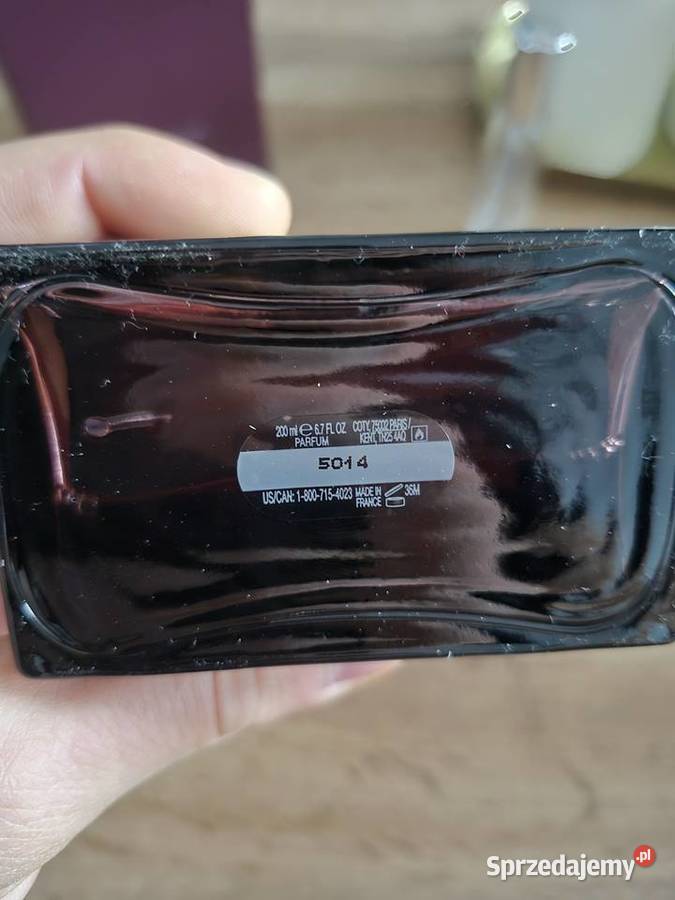 200 ml ℮ 6.7 FL OZ COTY, 75002 PARIS /
PARFUM KENT, TN25 4AQ
5014
US/CAN: 1-800-715-4023 MADE IN FRANCE 36M
Sprzedajemy.pl